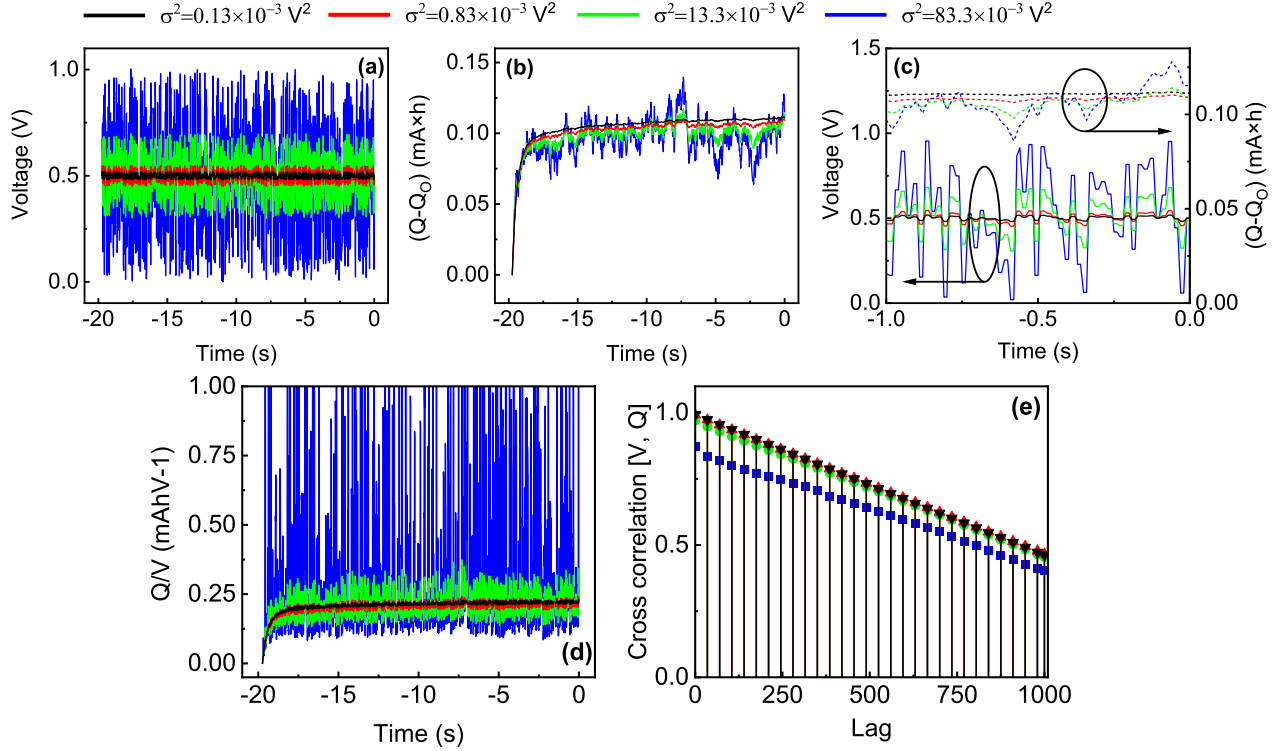 σ²=0.13×10⁻³ V² σ²=0.83×10⁻³ V² σ²=13.3×10⁻³ V² σ²=83.3×10⁻³ V²
(a)
Voltage (V)
1.0
0.5
0.0
-20 -15 -10 -5 0
Time (s)
(b)
(Q-Q_O) (mA×h)
0.15
0.10
0.05
0.00
-20 -15 -10 -5 0
Time (s)
(c)
Voltage (V)
1.5
1.0
0.5
0.0
(Q-Q_O) (mA×h)
0.10
0.05
0.00
-1.0 -0.5 0.0
Time (s)
(d)
Q/V (mAhV-1)
1.00
0.75
0.50
0.25
0.00
-20 -15 -10 -5 0
Time (s)
(e)
Cross correlation [V, Q]
1.0
0.5
0.0
0 250 500 750 1000
Lag